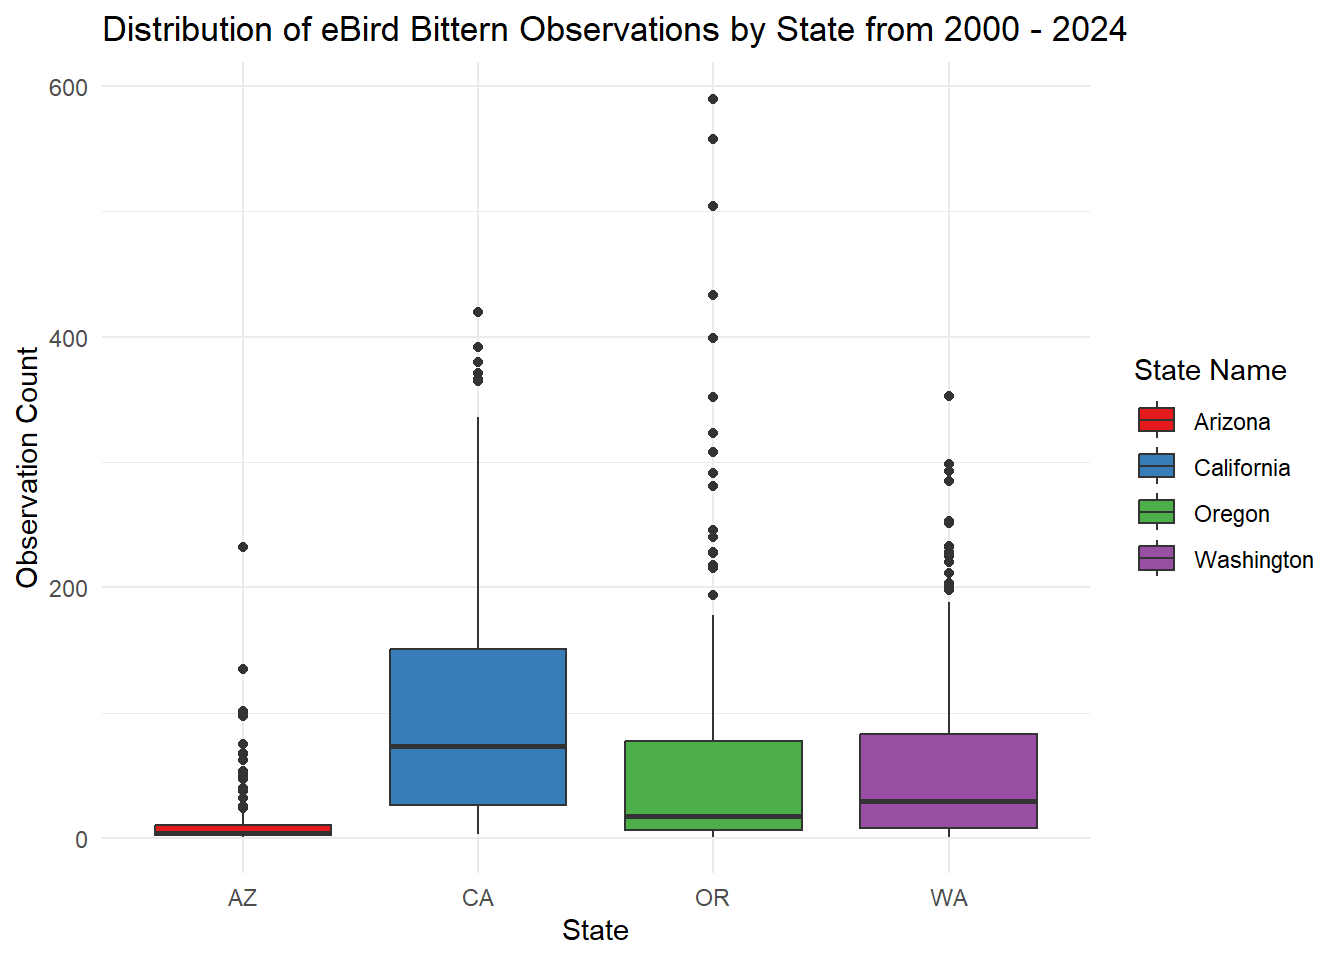 Distribution of eBird Bittern Observations by State from 2000 - 2024
600
400
200
0
Observation Count
AZ
CA
OR
WA
State
State Name
Arizona
California
Oregon
Washington